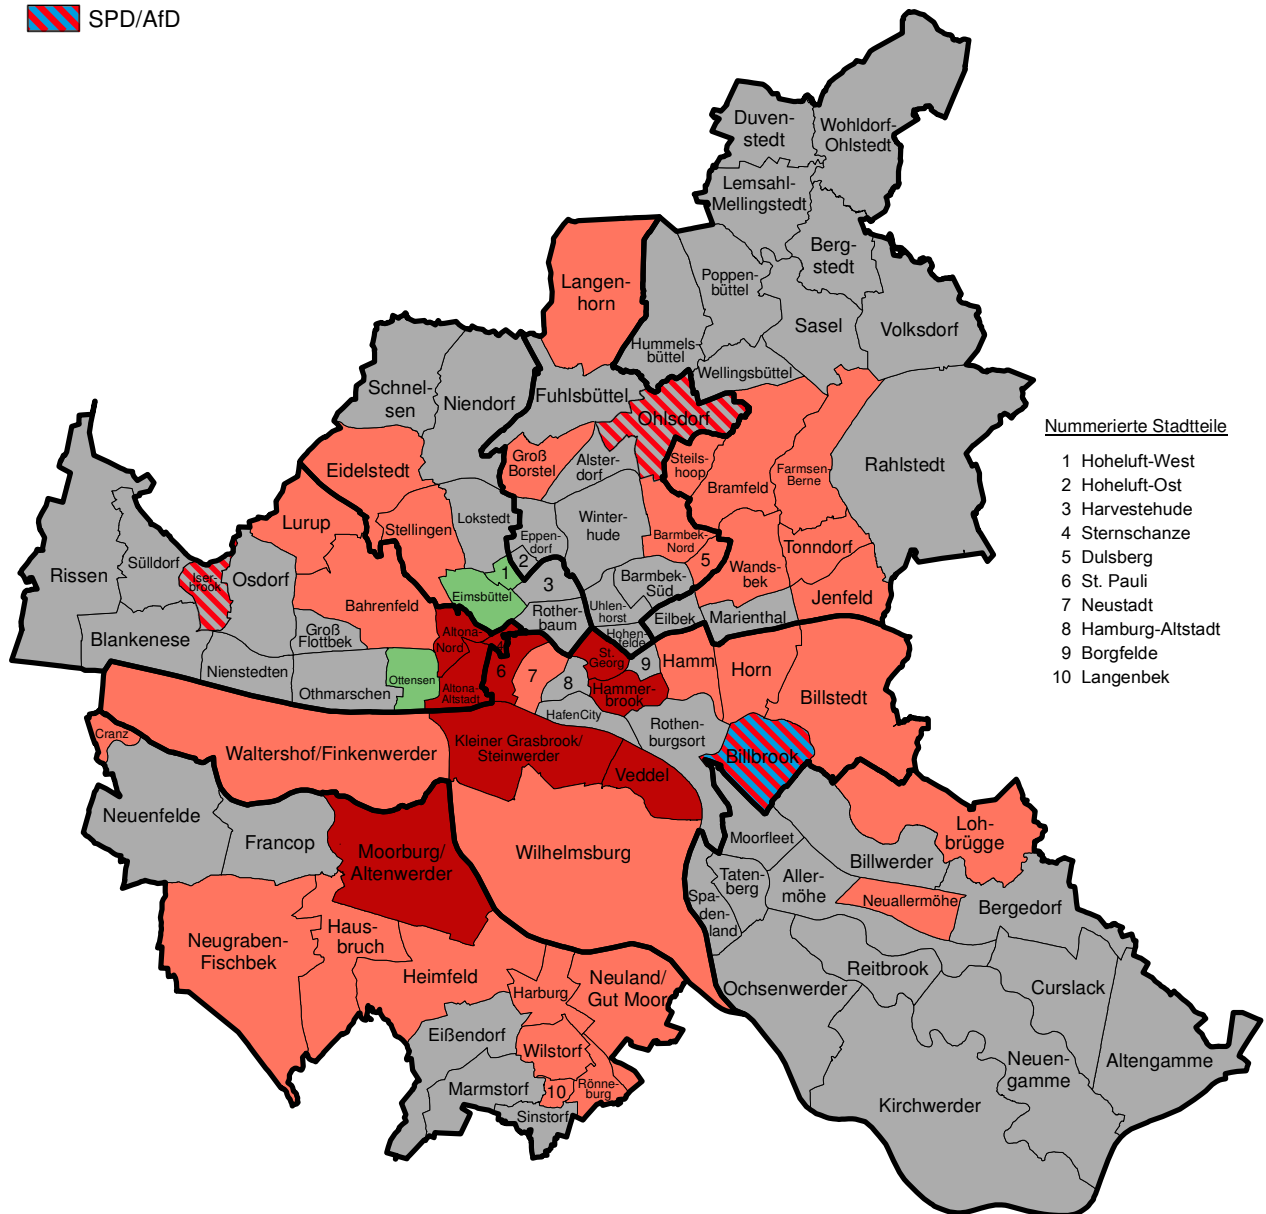 SPD/AfD
Duven-
stedt
Wohldorf-
Ohlstedt
Lemsahl-
Mellingstedt
Berg-
stedt
Poppen-
büttel
Langen-
horn
Sasel
Volksdorf
Hummels-
büttel
Wellingsbüttel
Schnel-
sen
Niendorf
Fuhlsbüttel
Ohlsdorf
Groß
Borstel
Alster-
dorf
Steils-
hoop
Bramfeld
Farmsen-
Berne
Rahlstedt
Eidelstedt
Lurup
Stellingen
Lokstedt
Eppen-
dorf
Winter-
hude
Barmbek-
Nord
5
Wands-
bek
Tonndorf
Jenfeld
Rissen
Sülldorf
Iser-
brook
Osdorf
Bahrenfeld
Eimsbüttel
1
2
3
Rother-
baum
Uhlen-
horst
Barmbek-
Süd
Eilbek
Marienthal
Hohen-
felde
Blankenese
Nienstedten
Groß
Flottbek
Othmarschen
Ottensen
Altona-
Nord
Altona-
Altstadt
4
6
7
8
St.
Georg
9
Hammer-
brook
Hamm
Horn
Billstedt
HafenCity
Rothen-
burgsort
Billbrook
Cranz
Waltershof/Finkenwerder
Kleiner Grasbrook/
Steinwerder
Veddel
Neuenfelde
Francop
Moorburg/
Altenwerder
Wilhelmsburg
Moorfleet
Billwerder
Loh-
brügge
Taten-
berg
Spa-
den-
land
Aller-
möhe
Neuallermöhe
Bergedorf
Neugraben-
Fischbek
Haus-
bruch
Heimfeld
Harburg
Neuland/
Gut Moor
Ochsenwerder
Reitbrook
Curslack
Eißendorf
Wilstorf
Marmstorf
10
Rönne-
burg
Sinstorf
Neuen-
gamme
Altengamme
Kirchwerder
Nummerierte Stadtteile
1 Hoheluft-West
2 Hoheluft-Ost
3 Harvestehude
4 Sternschanze
5 Dulsberg
6 St. Pauli
7 Neustadt
8 Hamburg-Altstadt
9 Borgfelde
10 Langenbek